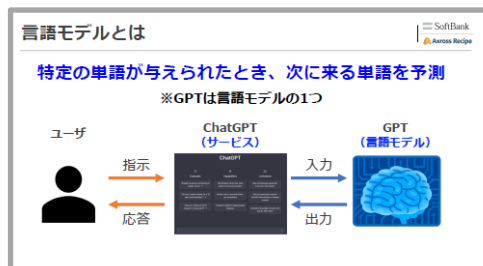 言語モデルとは
SoftBank
Axross Recipe
特定の単語が与えられたとき、次に来る単語を予測
※GPTは言語モデルの1つ
ユーザ
ChatGPT
（サービス）
GPT
（言語モデル）
指示
応答
ChatGPT
入力
出力